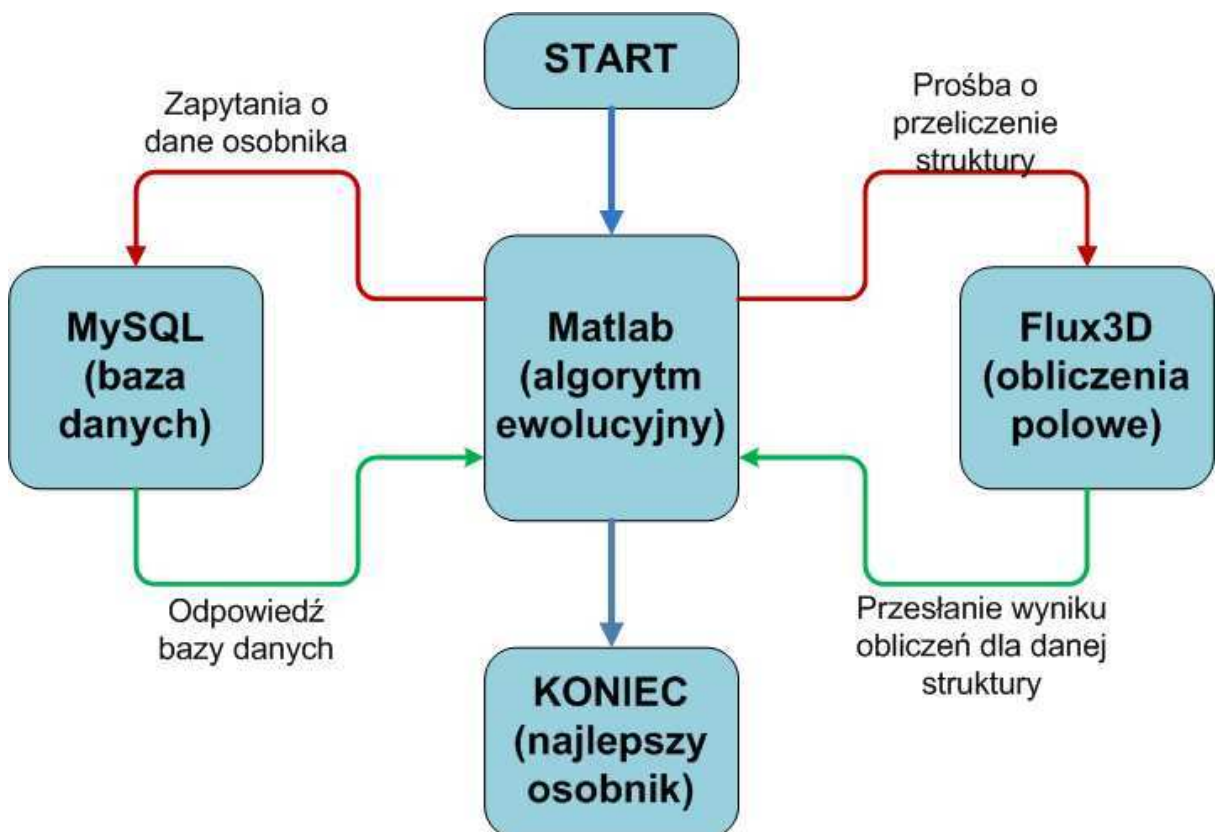 START
Zapytania o
dane osobnika
Prośba o
przeliczenie
struktury
MySQL
(baza
danych)
Matlab
(algorytm
ewolucyjny)
Flux3D
(obliczenia
polowe)
Odpowiedź
bazy danych
Przesłanie wyniku
obliczeń dla danej
struktury
KONIEC
(najlepszy
osobnik)